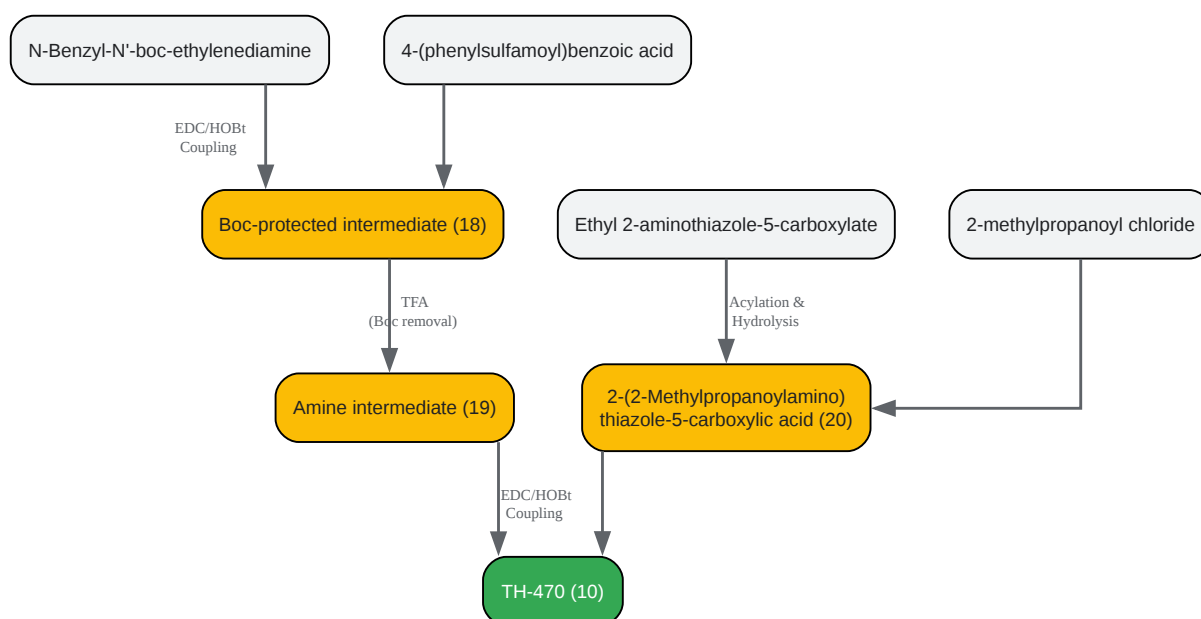 N-Benzyl-N'-boc-ethylenediamine
4-(phenylsulfamoyl)benzoic acid
EDC/HOBt
Coupling
Boc-protected intermediate (18)
Ethyl 2-aminothiazole-5-carboxylate
2-methylpropanoyl chloride
TFA
(Boc removal)
Acylation &
Hydrolysis
Amine intermediate (19)
2-(2-Methylpropanoylamino)
thiazole-5-carboxylic acid (20)
EDC/HOBt
Coupling
TH-470 (10)